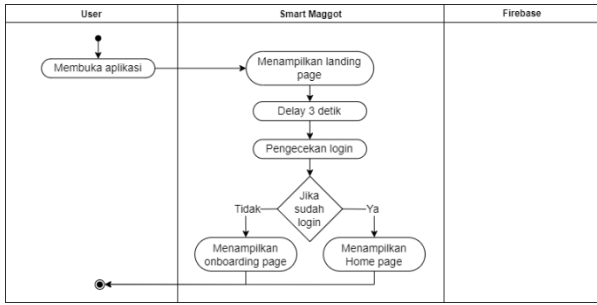 User
Smart Maggot
Firebase
Membuka aplikasi
Menampilkan landing
page
Delay 3 detik
Pengecekan login
Jika
sudah
login
Tidak
Ya
Menampilkan
onboarding page
Menampilkan
Home page